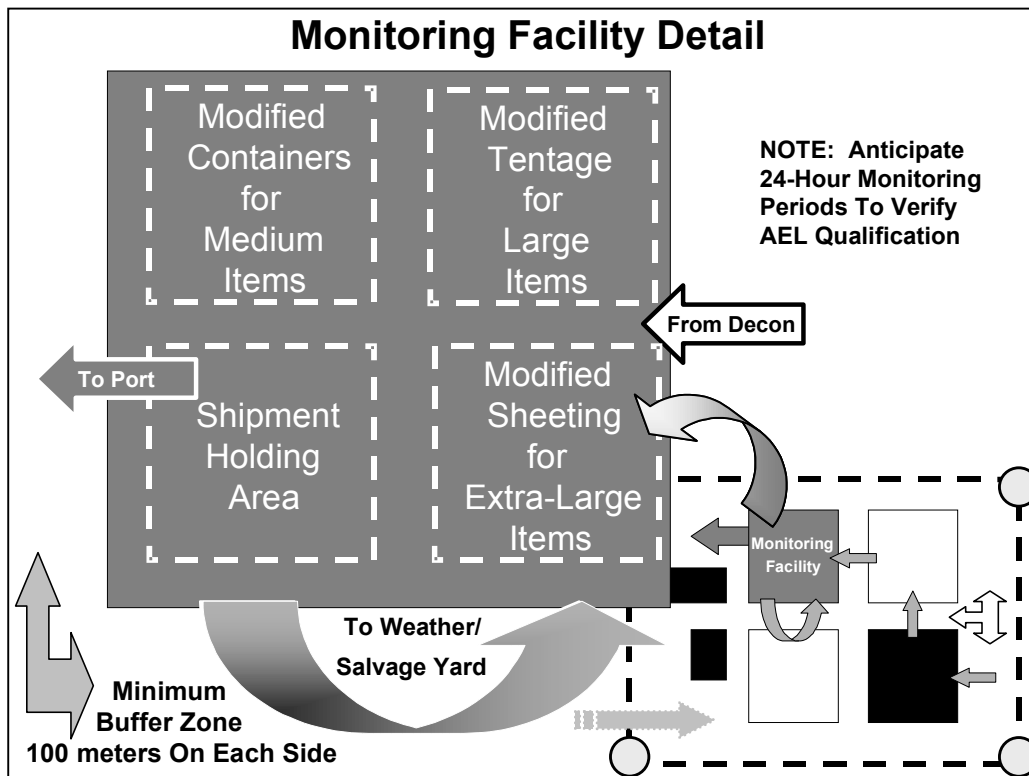 Monitoring Facility Detail
Modified
Containers
for
Medium
Items
Modified
Tentage
for
Large
Items
NOTE: Anticipate
24-Hour Monitoring
Periods To Verify
AEL Qualification
From Decon
To Port
Shipment
Holding
Area
Modified
Sheeting
for
Extra-Large
Items
Monitoring
Facility
To Weather/
Salvage Yard
Minimum
Buffer Zone
100 meters On Each Side